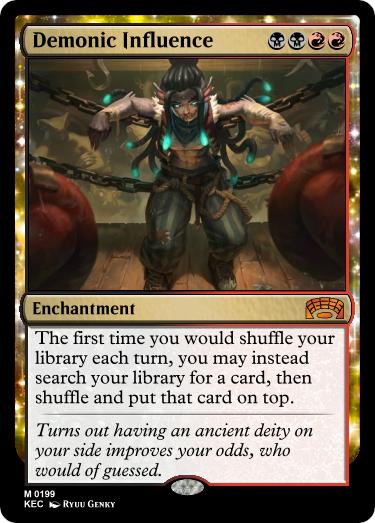 Demonic Influence
Enchantment
The first time you would shuffle your
library each turn, you may instead
search your library for a card, then
shuffle and put that card on top.
Turns out having an ancient deity on
your side improves your odds, who
would of guessed.
M 0199
KEC Ryuu Genky